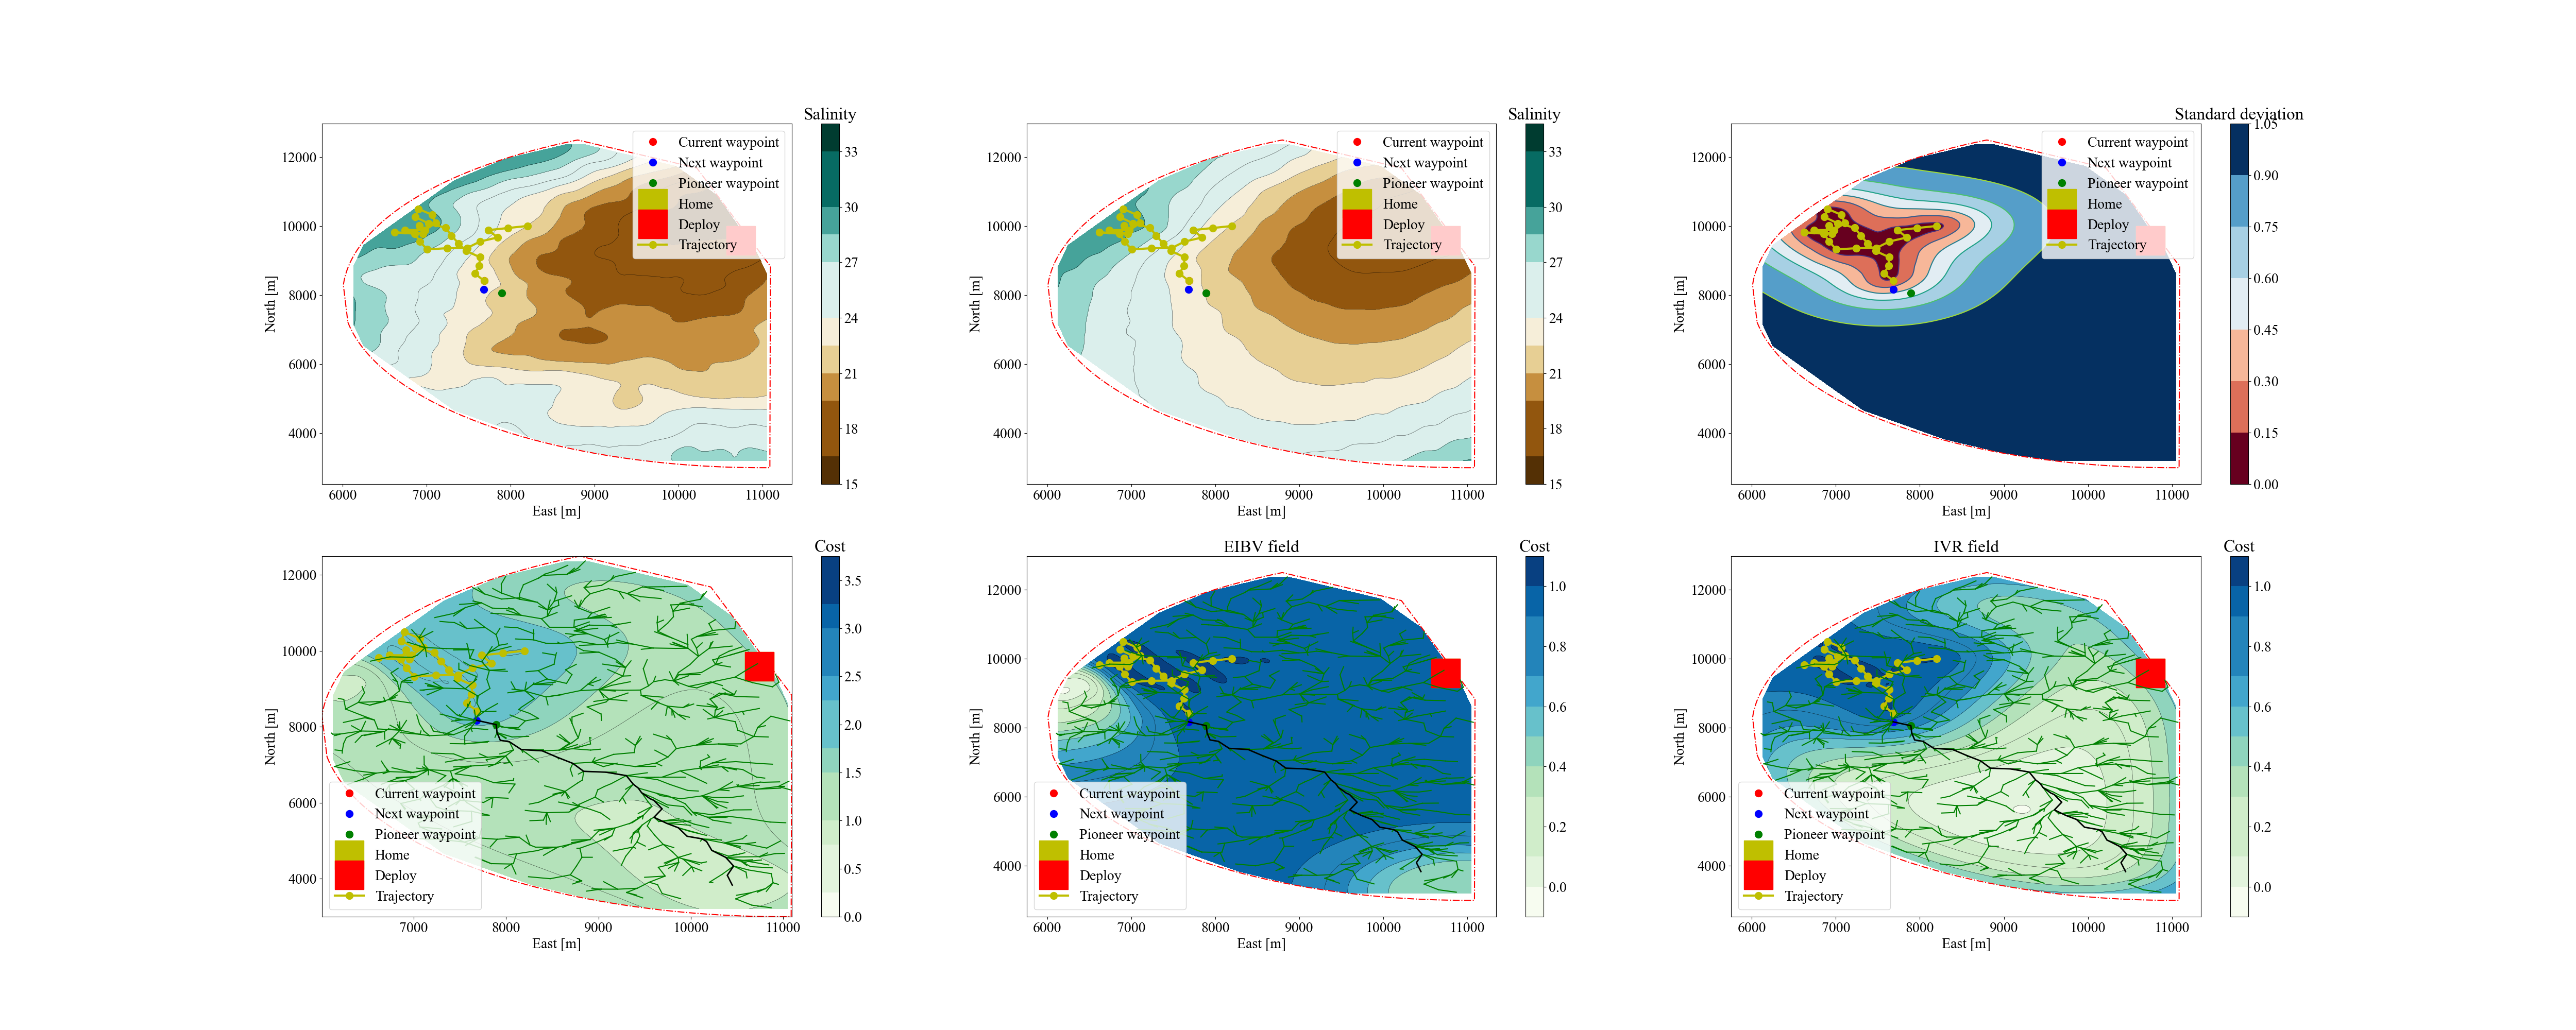 Salinity
Current waypoint
Next waypoint
Pioneer waypoint
Home
Deploy
Trajectory
12000
10000
8000
6000
4000
North [m]
6000 7000 8000 9000 10000 11000
East [m]
33
30
27
24
21
18
15
Salinity
Current waypoint
Next waypoint
Pioneer waypoint
Home
Deploy
Trajectory
12000
10000
8000
6000
4000
North [m]
6000 7000 8000 9000 10000 11000
East [m]
33
30
27
24
21
18
15
Standard deviation
Current waypoint
Next waypoint
Pioneer waypoint
Home
Deploy
Trajectory
12000
10000
8000
6000
4000
North [m]
6000 7000 8000 9000 10000 11000
East [m]
1.05
0.90
0.75
0.60
0.45
0.30
0.15
0.00
Cost
12000
10000
8000
6000
4000
North [m]
Current waypoint
Next waypoint
Pioneer waypoint
Home
Deploy
Trajectory
7000 8000 9000 10000 11000
East [m]
3.5
3.0
2.5
2.0
1.5
1.0
0.5
0.0
EIBV field
Cost
12000
10000
8000
6000
4000
North [m]
Current waypoint
Next waypoint
Pioneer waypoint
Home
Deploy
Trajectory
6000 7000 8000 9000 10000 11000
East [m]
1.0
0.8
0.6
0.4
0.2
0.0
IVR field
Cost
12000
10000
8000
6000
4000
North [m]
Current waypoint
Next waypoint
Pioneer waypoint
Home
Deploy
Trajectory
6000 7000 8000 9000 10000 11000
East [m]
1.0
0.8
0.6
0.4
0.2
0.0